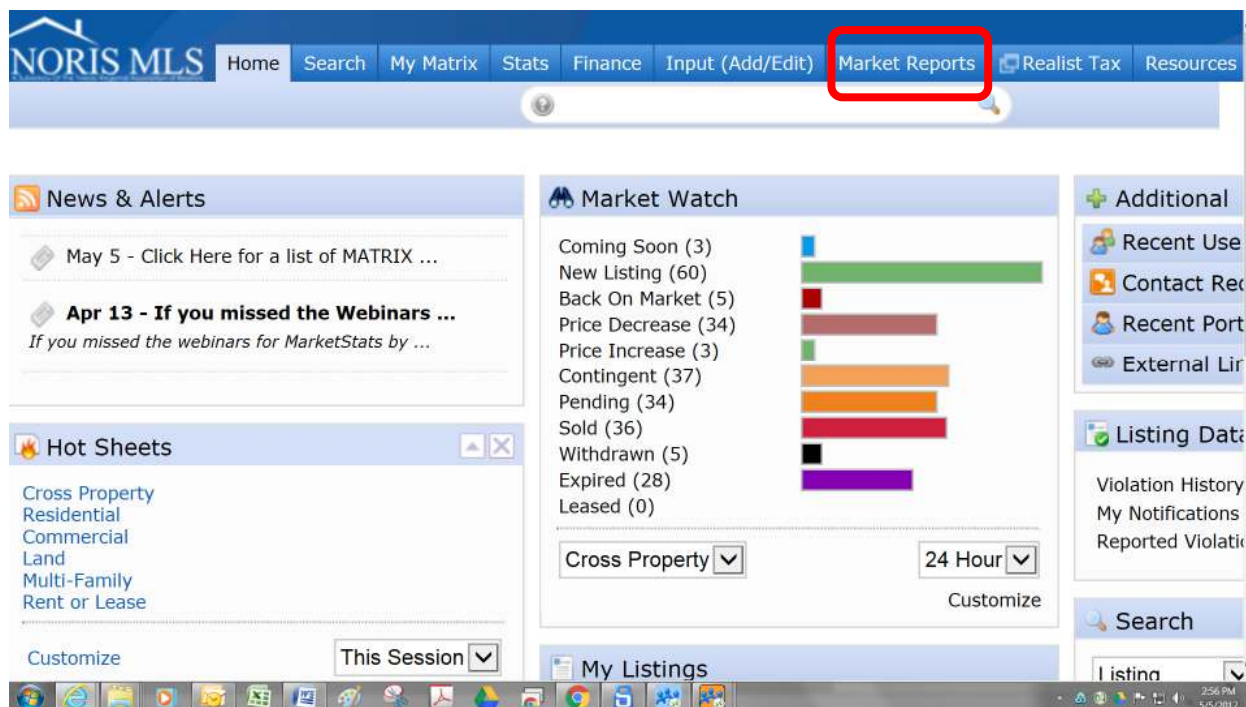 NORIS MLS
Home Search My Matrix Stats Finance Input (Add/Edit) Market Reports Realist Tax Resources
News & Alerts
May 5 - Click Here for a list of MATRIX ...
Apr 13 - If you missed the Webinars ...
If you missed the webinars for MarketStats by ...
Hot Sheets
Cross Property
Residential
Commercial
Land
Multi-Family
Rent or Lease
Customize This Session
Market Watch
Coming Soon (3)
New Listing (60)
Back On Market (5)
Price Decrease (34)
Price Increase (3)
Contingent (37)
Pending (34)
Sold (36)
Withdrawn (5)
Expired (28)
Leased (0)
Cross Property 24 Hour
Customize
My Listings
Additional
Recent Use
Contact Rec
Recent Port
External Lin
Listing Data
Violation History
My Notifications
Reported Violatio
Search
Listing
2:56 PM
5/5/2017